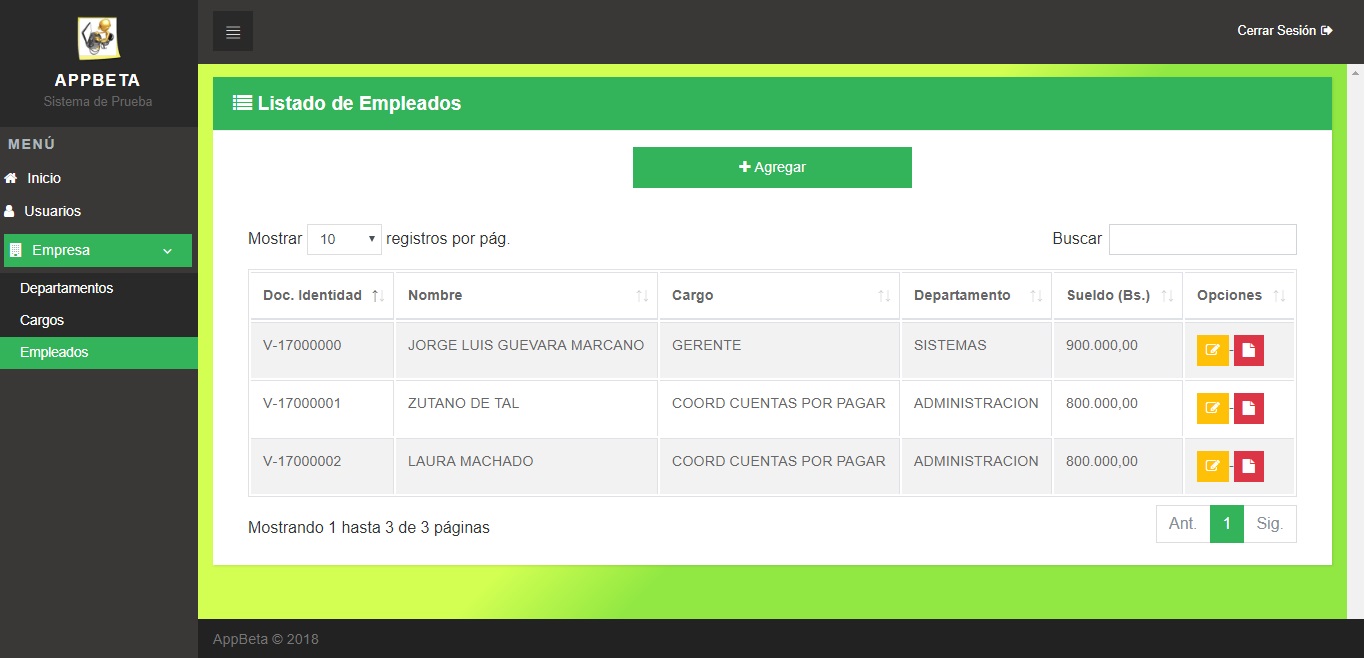 APPBETA
Sistema de Prueba
MENÚ
Inicio
Usuarios
Empresa
Departamentos
Cargos
Empleados
Cerrar Sesión
Listado de Empleados
Agregar
Mostrar 10 registros por pág.
Buscar
Doc. Identidad Nombre Cargo Departamento Sueldo (Bs.) Opciones
V-17000000 JORGE LUIS GUEVARA MARCANO GERENTE SISTEMAS 900.000,00 -
V-17000001 ZUTANO DE TAL COORD CUENTAS POR PAGAR ADMINISTRACION 800.000,00 -
V-17000002 LAURA MACHADO COORD CUENTAS POR PAGAR ADMINISTRACION 800.000,00 -
Mostrando 1 hasta 3 de 3 páginas
Ant. 1 Sig.
AppBeta © 2018